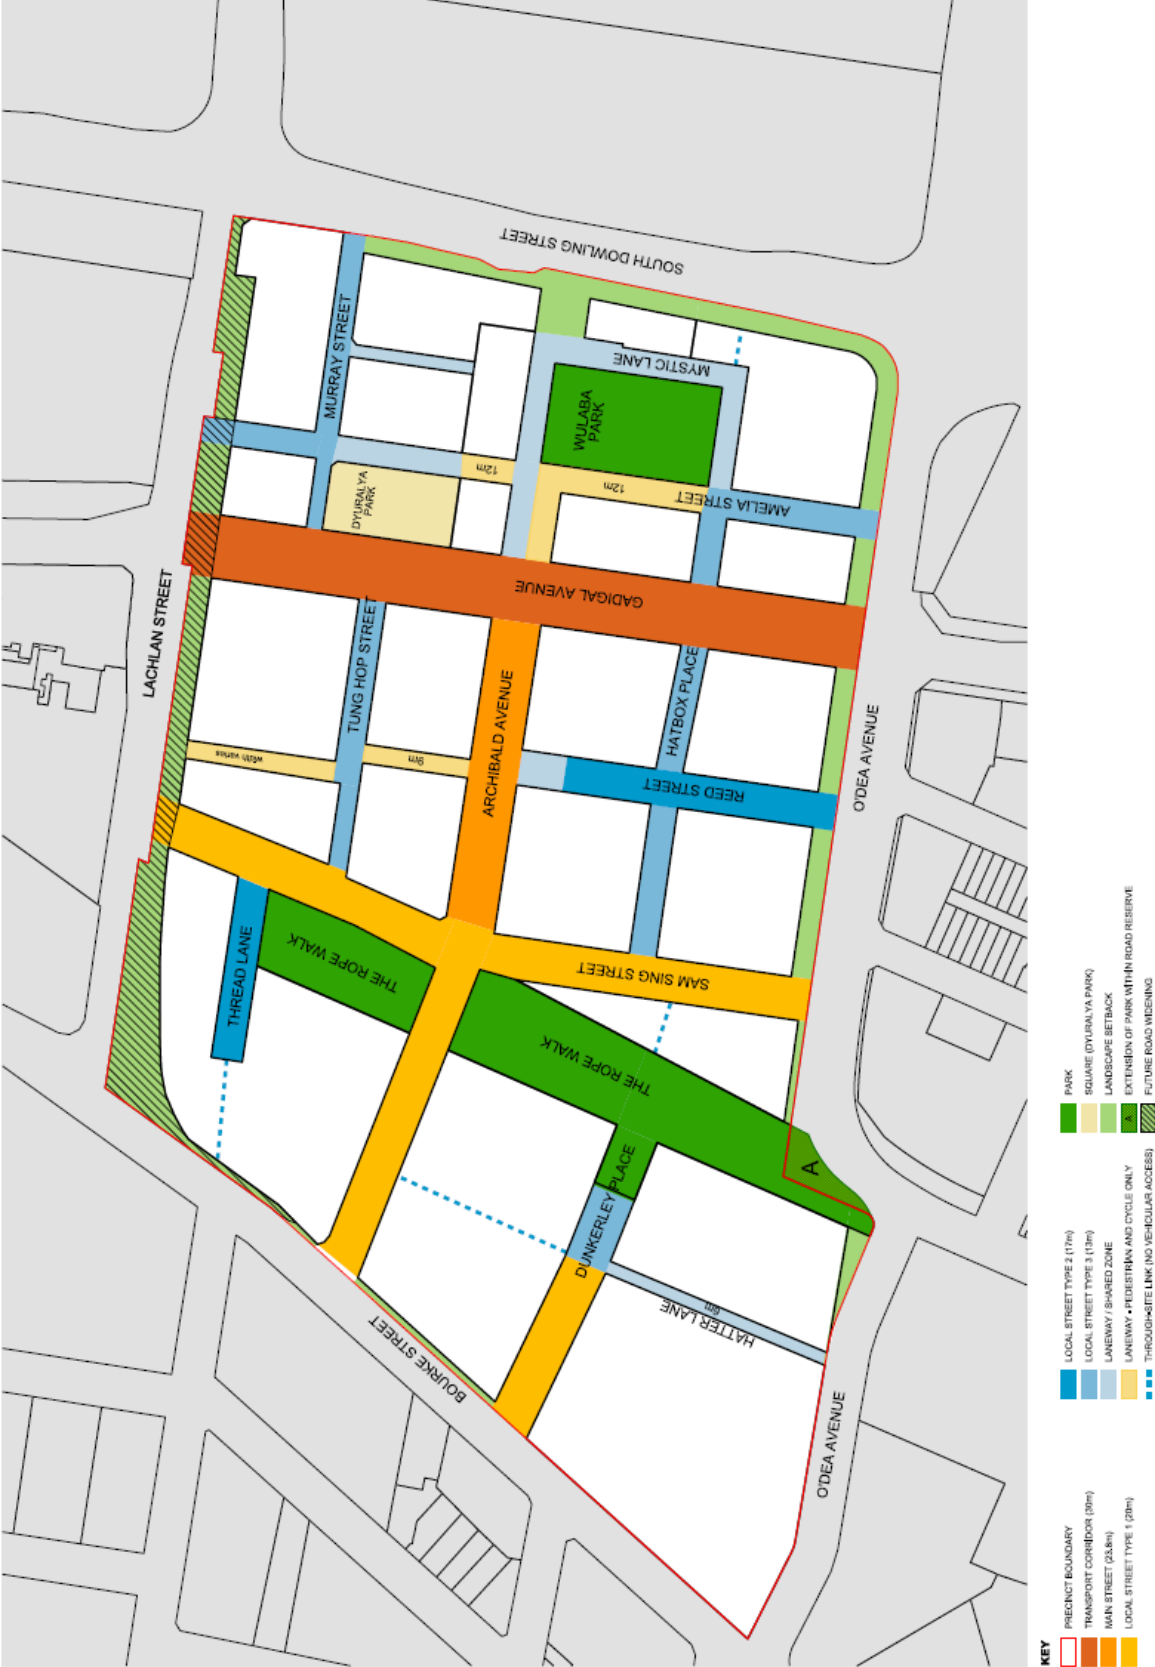 LACHLAN STREET
SOUTH DOWLING STREET
MURRAY STREET
MYSTIC LANE
WULABA
PARK
DYURALYA
PARK
12m
12m
AMELIA STREET
GADIGAL AVENUE
TUNG HOP STREET
ARCHIBALD AVENUE
HATBOX PLACE
REED STREET
width varies
9m
O'DEA AVENUE
THREAD LANE
THE ROPE WALK
SAM SING STREET
THE ROPE WALK
DUNKERLEY PLACE
A
HATTER LANE
6m
BOURKE STREET
O'DEA AVENUE
KEY
PRECINCT BOUNDARY
TRANSPORT CORRIDOR (30m)
MAIN STREET (23.8m)
LOCAL STREET TYPE 1 (20m)
LOCAL STREET TYPE 2 (17m)
LOCAL STREET TYPE 3 (13m)
LANEWAY / SHARED ZONE
LANEWAY - PEDESTRIAN AND CYCLE ONLY
THROUGH-SITE LINK (NO VEHICULAR ACCESS)
PARK
SQUARE (DYURALYA PARK)
LANDSCAPE SETBACK
A
EXTENSION OF PARK WITHIN ROAD RESERVE
FUTURE ROAD WIDENING